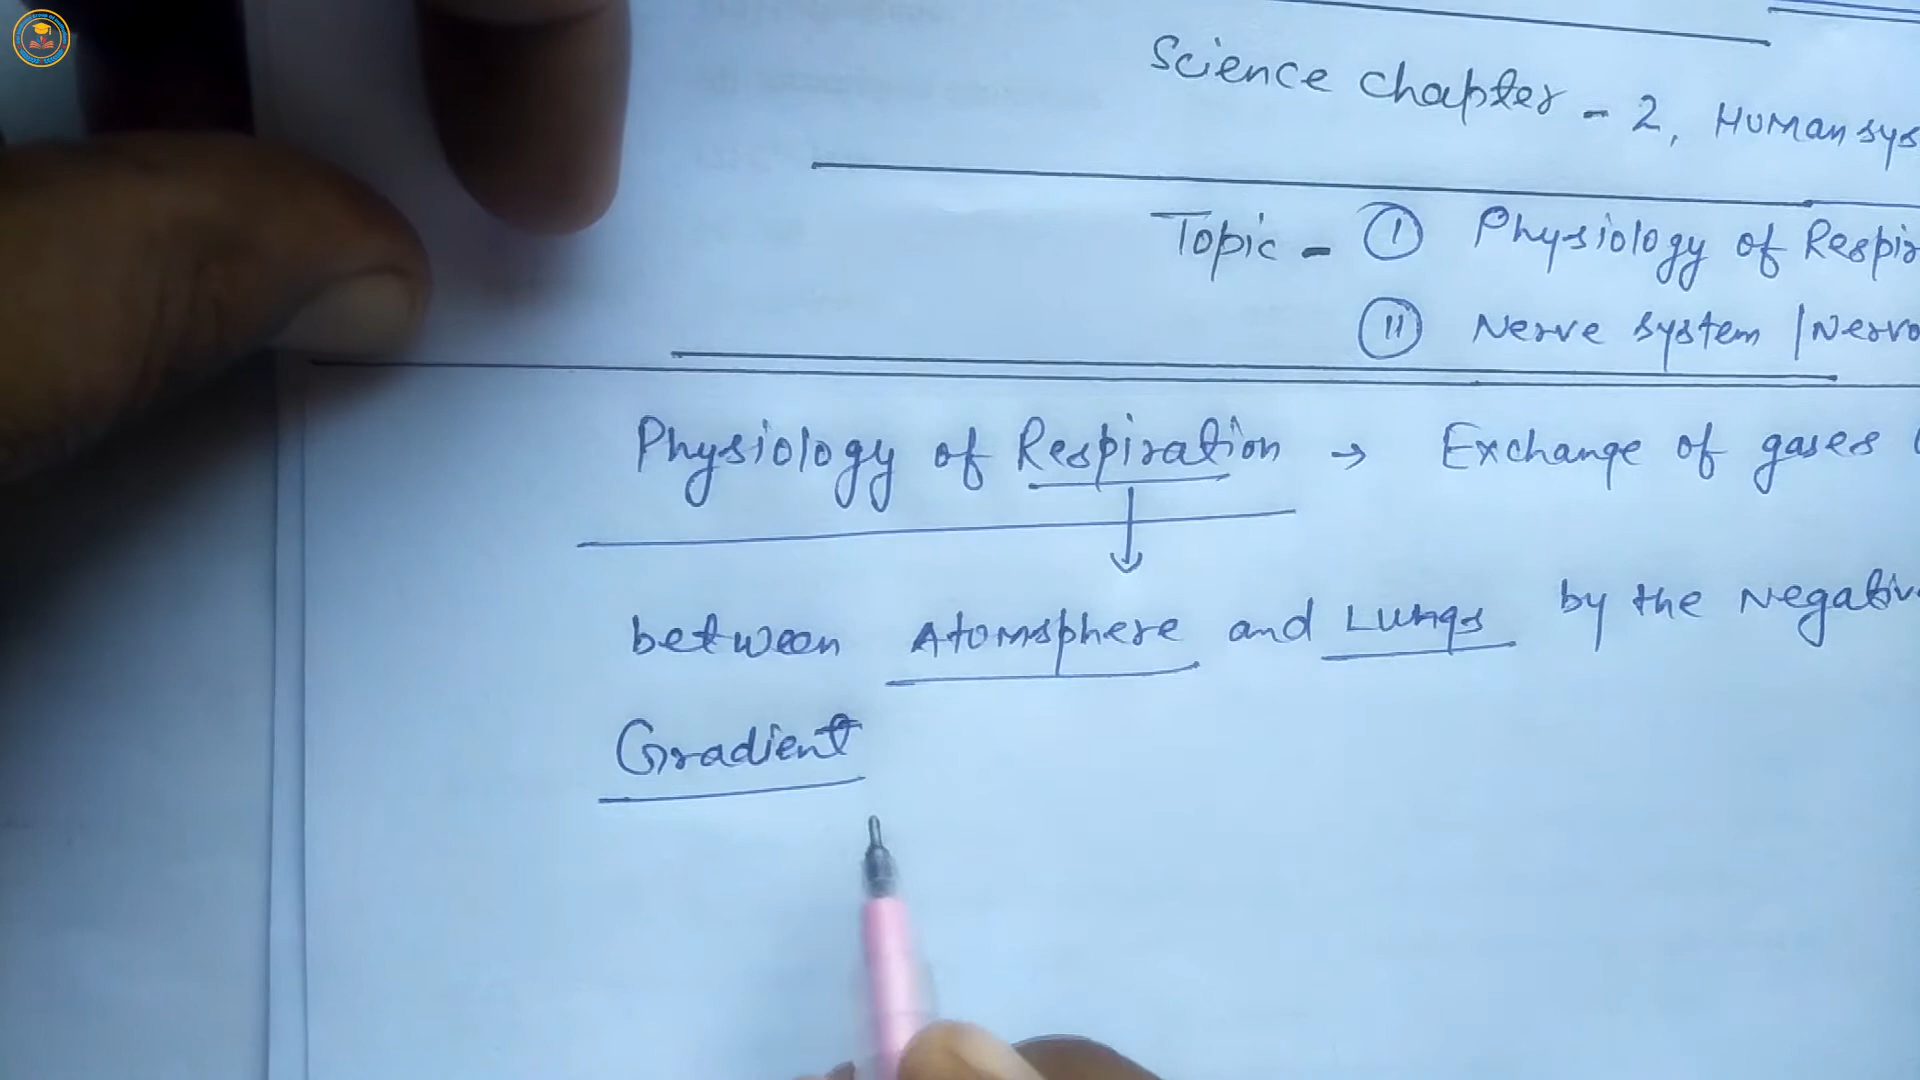 Science Chapter - 2, Human sys
Topic - (I) Physiology of Respir
(II) Nerve system / Nervo
Physiology of Respiration → Exchange of gases
between Atomsphere and Lungs by the Negativ
Gradient